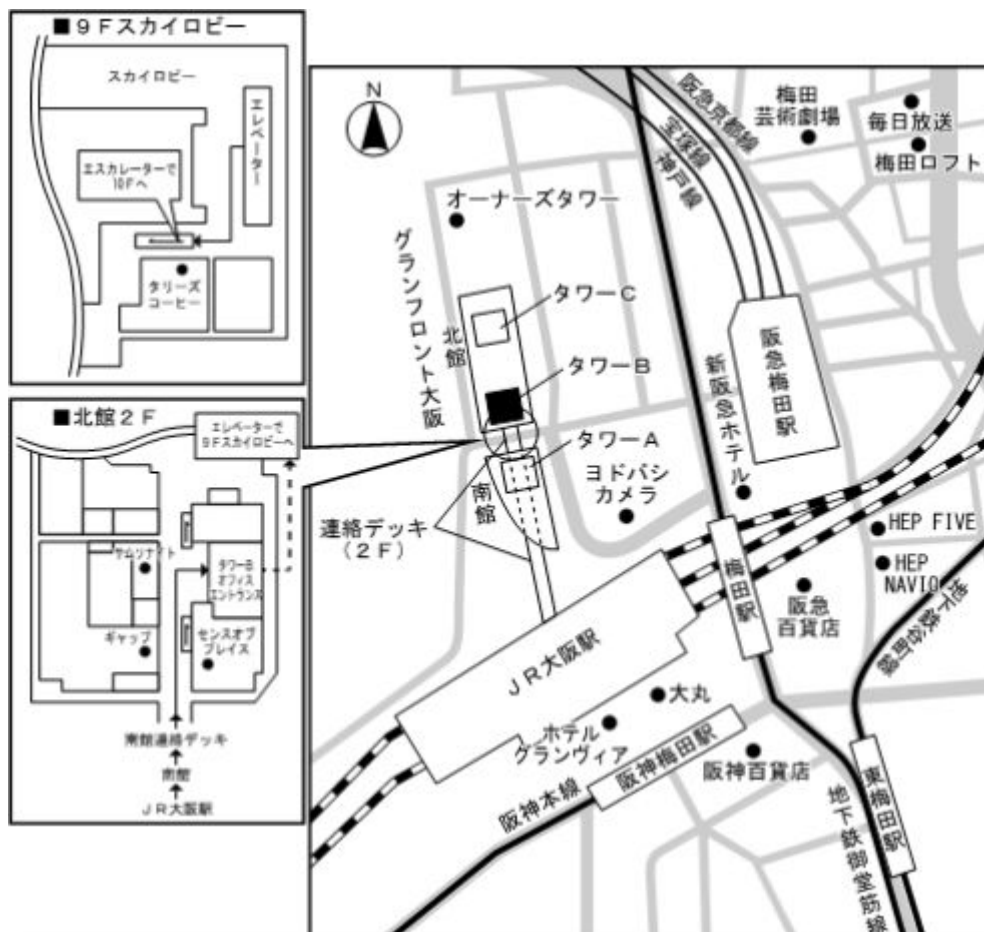 ■９Ｆスカイロビー
スカイロビー
エレベーター
エスカレーターで
10Fへ
タリーズ
コーヒー
■北館２Ｆ
エレベーターで
９Ｆスカイロビーへ
サムソナイト
タワーB
オフィス
エントランス
ギャップ
センスオブ
プレイス
南館連絡デッキ
南館
ＪＲ大阪駅
N
阪急京都線
宝塚線
神戸線
梅田
芸術劇場
毎日放送
梅田ロフト
オーナーズタワー
グランフロント大阪
北館
タワーＣ
タワーＢ
タワーＡ
南館
連絡デッキ
（２Ｆ）
ヨドバシ
カメラ
新阪急ホテル
阪急梅田駅
HEP FIVE
HEP
NAVIO
地下鉄谷町線
梅田駅
阪急
百貨店
ＪＲ大阪駅
大丸
ホテル
グランヴィア
阪神梅田駅
阪神本線
阪神百貨店
東梅田駅
地下鉄御堂筋線